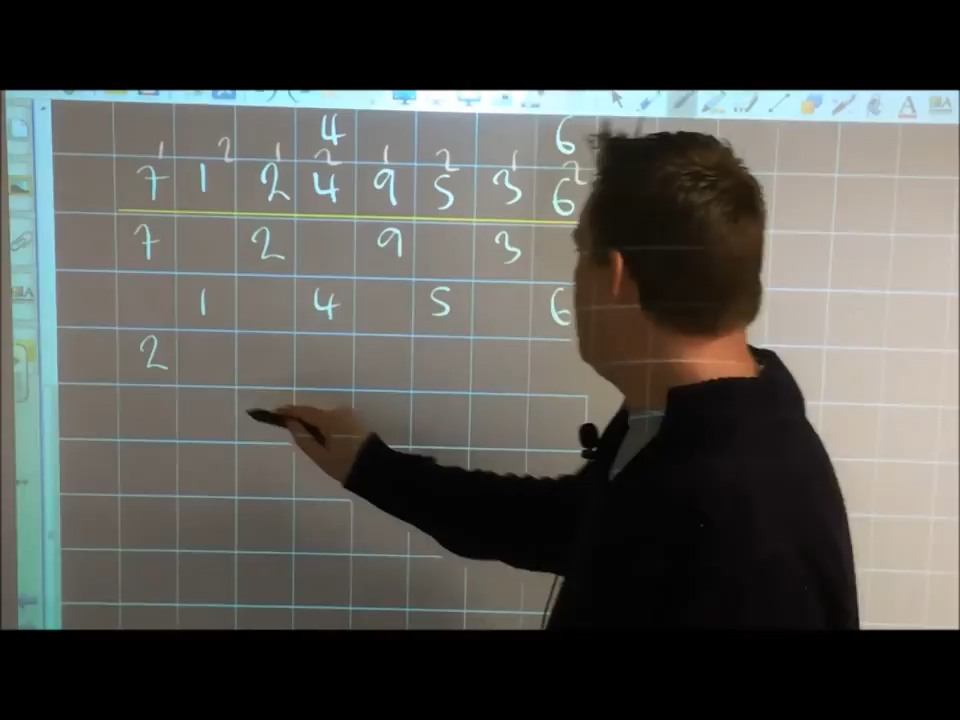 4 6
1 2 1 2 1 2 1 2
7 1 2 4 9 5 3 6
7 2 9 3
1 4 5 6
2